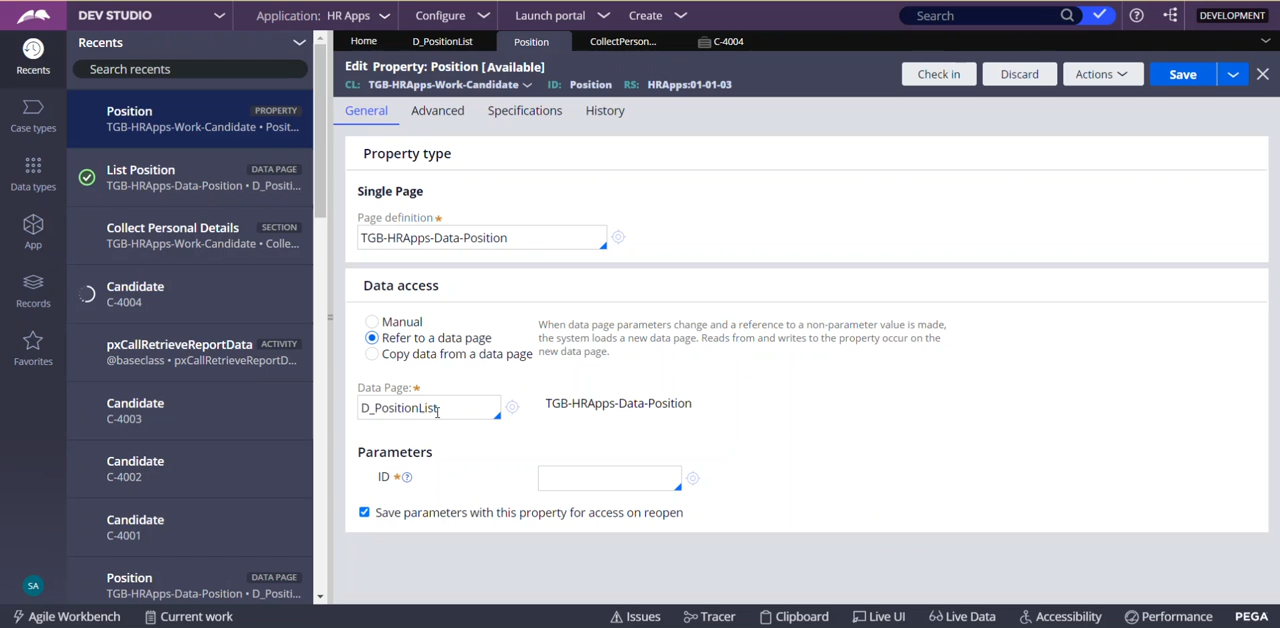 DEV STUDIO
Application: HR Apps
Configure
Launch portal
Create
Search
DEVELOPMENT
Recents
Data types
Case types
App
Records
Favorites
SA
Recents
Search recents
Position PROPERTY
TGB-HRApps-Work-Candidate • Posit...
List Position DATA PAGE
TGB-HRApps-Data-Position • D_Positi...
Collect Personal Details SECTION
TGB-HRApps-Work-Candidate • Colle...
Candidate
C-4004
pxCallRetrieveReportData ACTIVITY
@baseclass • pxCallRetrieveReportD...
Candidate
C-4003
Candidate
C-4002
Candidate
C-4001
Position DATA PAGE
TGB-HRApps-Data-Position • D_Positi...
Home
D_PositionList
Position
CollectPerson...
C-4004
Edit Property: Position [Available]
CL: TGB-HRApps-Work-Candidate ID: Position RS: HRApps:01-01-03
Check in
Discard
Actions
Save
General
Advanced
Specifications
History
Property type
Single Page
Page definition★
TGB-HRApps-Data-Position
Data access
Manual
Refer to a data page
Copy data from a data page
When data page parameters change and a reference to a non-parameter value is made,
the system loads a new data page. Reads from and writes to the property occur on the
new data page.
Data Page:★
D_PositionList
TGB-HRApps-Data-Position
Parameters
ID ★?
Save parameters with this property for access on reopen
Agile Workbench
Current work
Issues
Tracer
Clipboard
Live UI
Live Data
Accessibility
Performance
PEGA